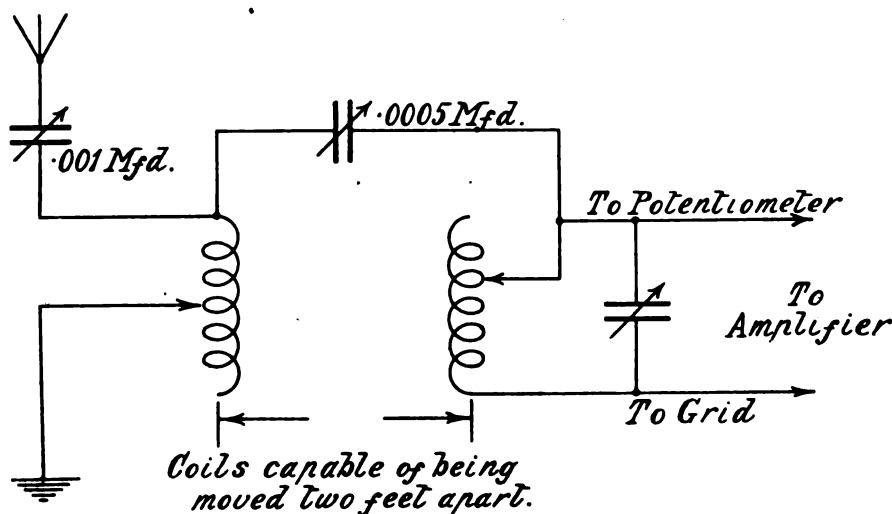 .0005 Mfd.
.001 Mfd.
To Potentiometer
To
Amplifier
To Grid
Coils capable of being
moved two feet apart.